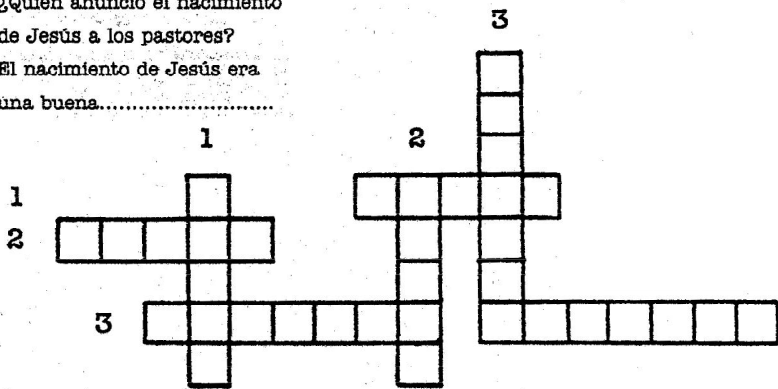 ¿Quién anunció el nacimiento
de Jesús a los pastores?
El nacimiento de Jesús era
una buena..........................
3
1
2
1
2
3